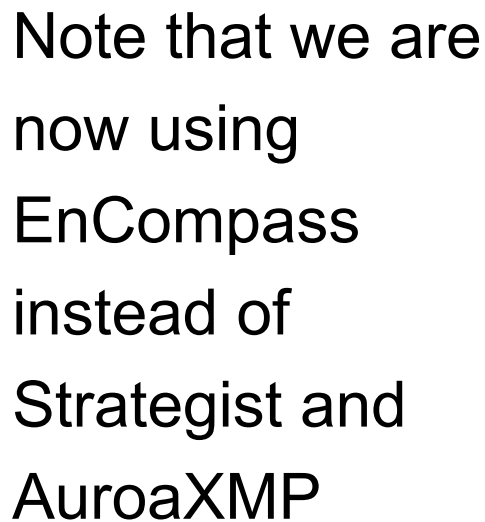 Note that we are
now using
EnCompass
instead of
Strategist and
AuroaXMP